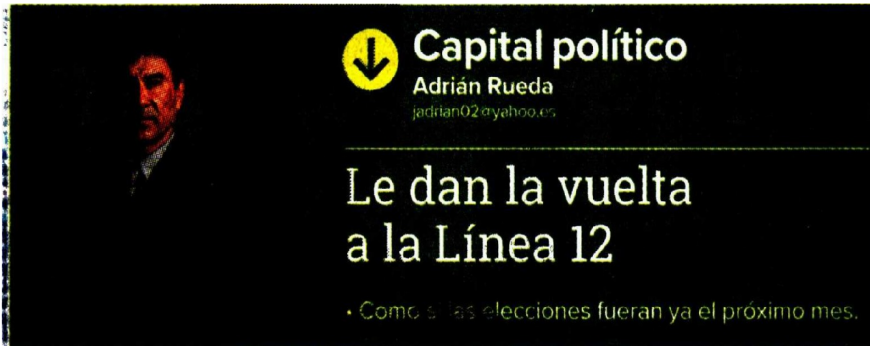 Capital político
Adrián Rueda
jadrian02@yahoo.es
Le dan la vuelta
a la Línea 12
• Como si las elecciones fueran ya el próximo mes.